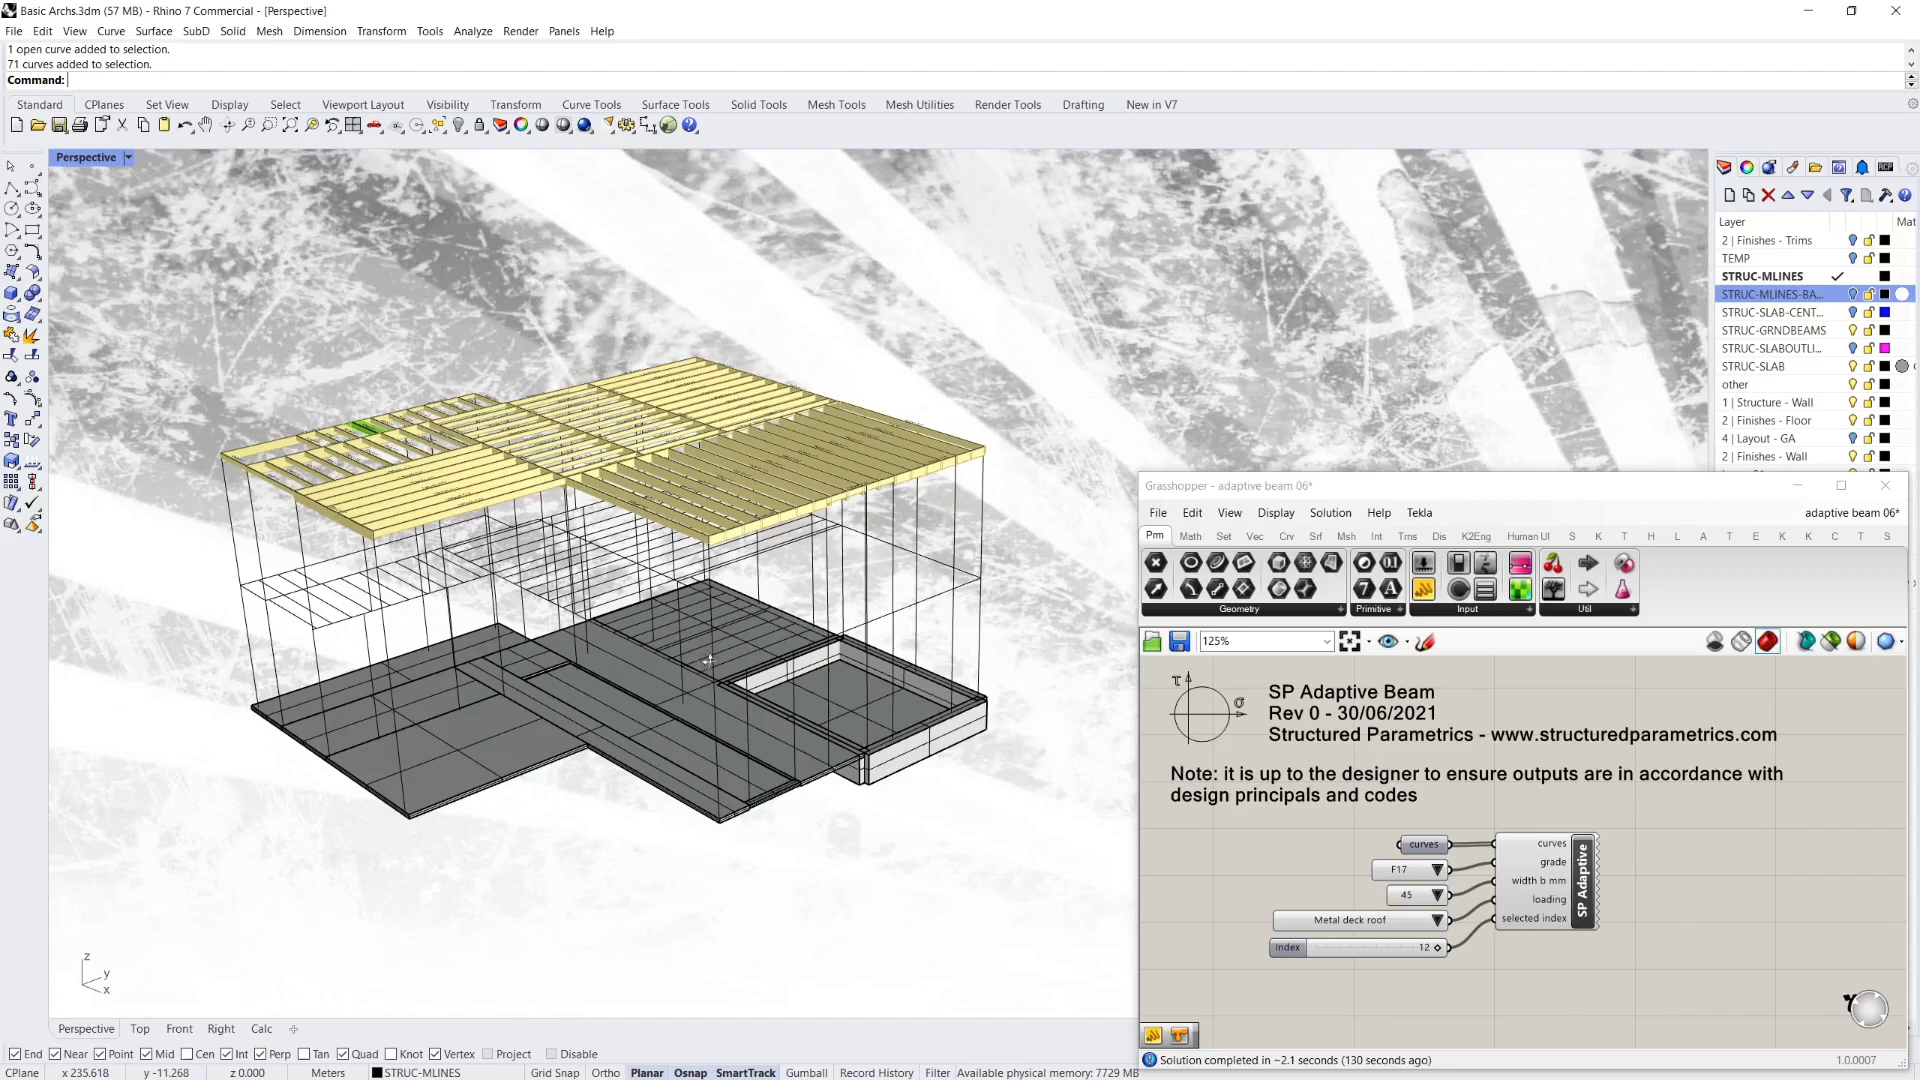 Basic Archs.3dm (57 MB) - Rhino 7 Commercial - [Perspective]
File Edit View Curve Surface SubD Solid Mesh Dimension Transform Tools Analyze Render Panels Help
1 open curve added to selection.
71 curves added to selection.
Command:
Standard CPlanes Set View Display Select Viewport Layout Visibility Transform Curve Tools Surface Tools Solid Tools Mesh Tools Mesh Utilities Render Tools Drafting New in V7
Perspective
Layer Mat
2 | Finishes - Trims
TEMP
STRUC-MLINES
STRUC-MLINES-BA...
STRUC-SLAB-CENT...
STRUC-GRNDBEAMS
STRUC-SLABOUTLI...
STRUC-SLAB
other
1 | Structure - Wall
2 | Finishes - Floor
4 | Layout - GA
2 | Finishes - Wall
Grasshopper - adaptive beam 06*
File Edit View Display Solution Help Tekla adaptive beam 06*
Prm Math Set Vec Crv Srf Msh Int Trns Dis K2Eng Human UI S K T H L A T E K K C T S
Geometry Primitive Input Util
125%
τ σ
SP Adaptive Beam
Rev 0 - 30/06/2021
Structured Parametrics - www.structuredparametrics.com
Note: it is up to the designer to ensure outputs are in accordance with
design principals and codes
curves
F17
45
Metal deck roof
Index 12
curves
grade
width b mm
loading
selected index
SP Adaptive
z
y
x
Perspective Top Front Right Calc
End Near Point Mid Cen Int Perp Tan Quad Knot Vertex Project Disable
Solution completed in ~2.1 seconds (130 seconds ago) 1.0.0007
CPlane x 235.618 y -11.268 z 0.000 Meters STRUC-MLINES Grid Snap Ortho Planar Osnap SmartTrack Gumball Record History Filter Available physical memory: 7729 MB